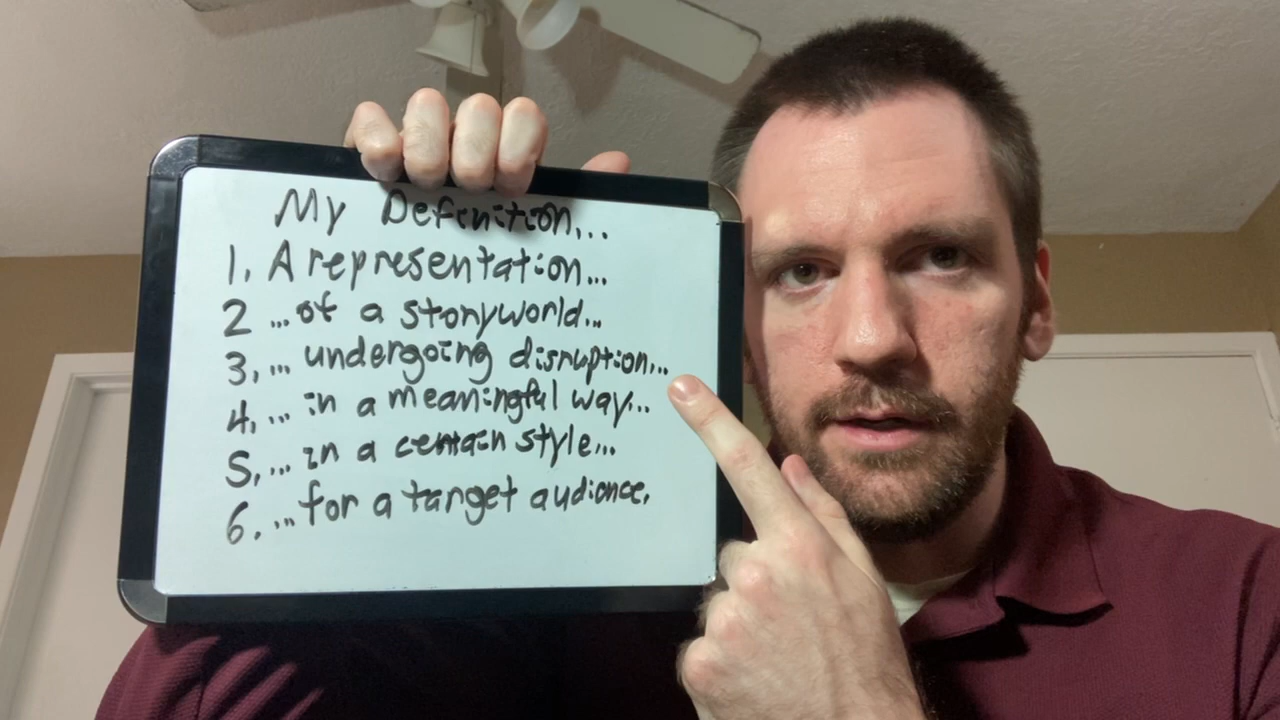 My Definition...
1. A representation...
2 ...of a storyworld...
3. ...undergoing disruption...
4. ...in a meaningful way...
5. ...in a certain style...
6. ...for a target audience.